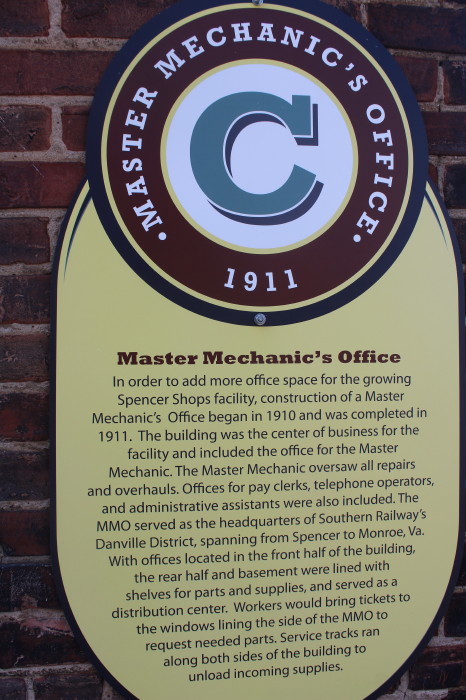 • MASTER MECHANIC'S OFFICE •
C
1911
Master Mechanic's Office
In order to add more office space for the growing
Spencer Shops facility, construction of a Master
Mechanic's Office began in 1910 and was completed in
1911. The building was the center of business for the
facility and included the office for the Master
Mechanic. The Master Mechanic oversaw all repairs
and overhauls. Offices for pay clerks, telephone operators,
and administrative assistants were also included. The
MMO served as the headquarters of Southern Railway's
Danville District, spanning from Spencer to Monroe, Va.
With offices located in the front half of the building,
the rear half and basement were lined with
shelves for parts and supplies, and served as a
distribution center. Workers would bring tickets to
the windows lining the side of the MMO to
request needed parts. Service tracks ran
along both sides of the building to
unload incoming supplies.